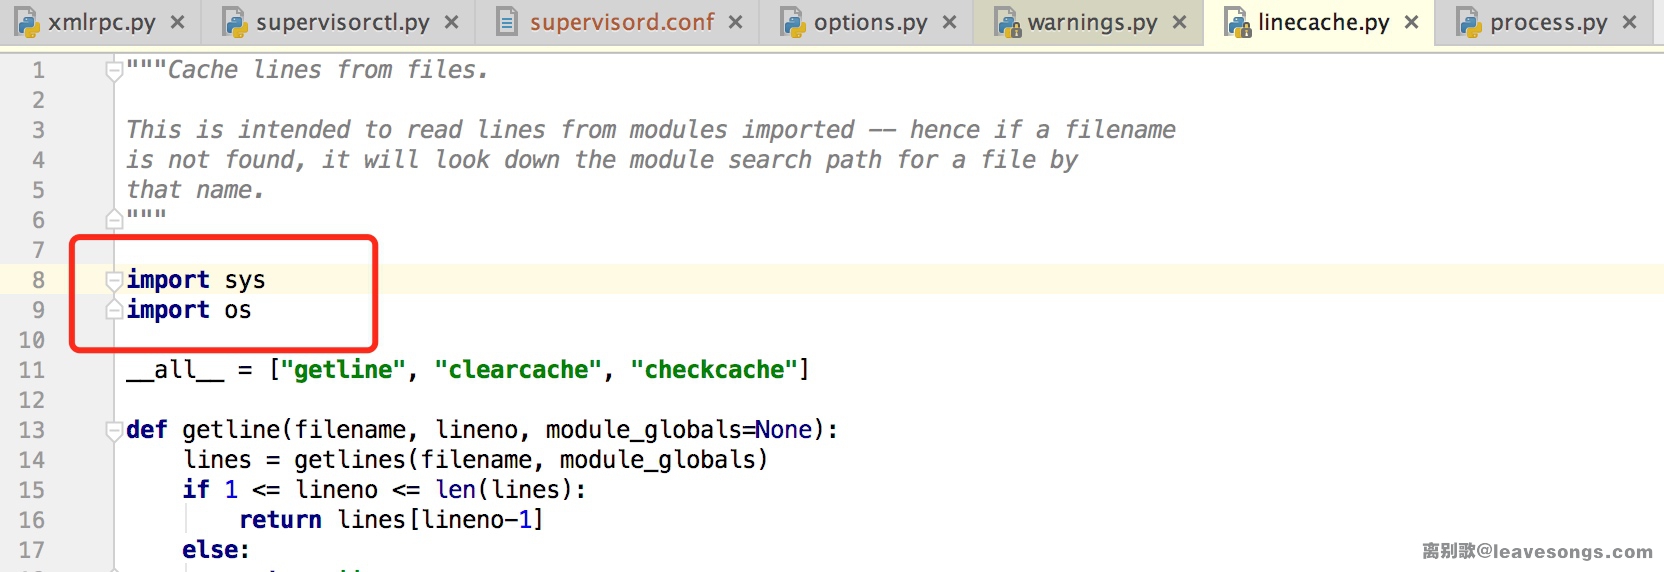 xmlrpc.py supervisorctl.py supervisord.conf options.py warnings.py linecache.py process.py
1 """Cache lines from files.
2
3 This is intended to read lines from modules imported -- hence if a filename
4 is not found, it will look down the module search path for a file by
5 that name.
6 """
7
8 import sys
9 import os
10
11 __all__ = ["getline", "clearcache", "checkcache"]
12
13 def getline(filename, lineno, module_globals=None):
14     lines = getlines(filename, module_globals)
15     if 1 <= lineno <= len(lines):
16         return lines[lineno-1]
17     else:
离别歌@leavesongs.com